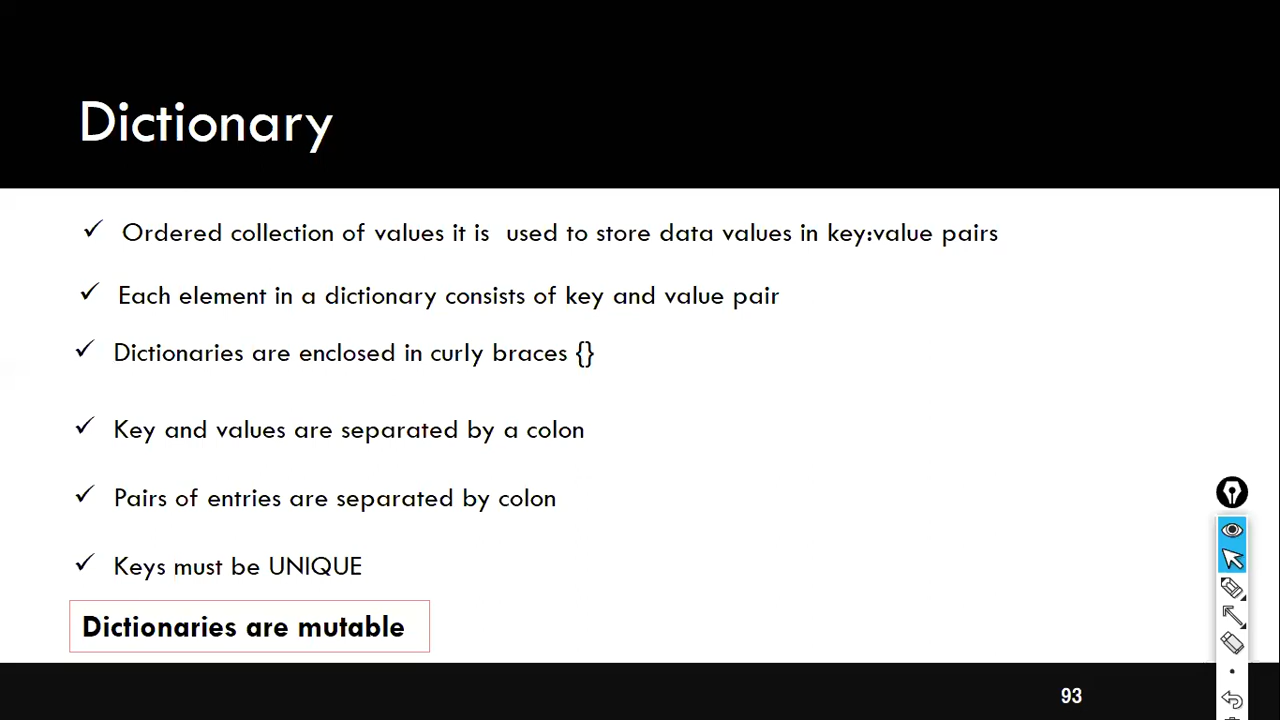 Dictionary
✓ Ordered collection of values it is used to store data values in key:value pairs
✓ Each element in a dictionary consists of key and value pair
✓ Dictionaries are enclosed in curly braces {}
✓ Key and values are separated by a colon
✓ Pairs of entries are separated by colon
✓ Keys must be UNIQUE
Dictionaries are mutable
93